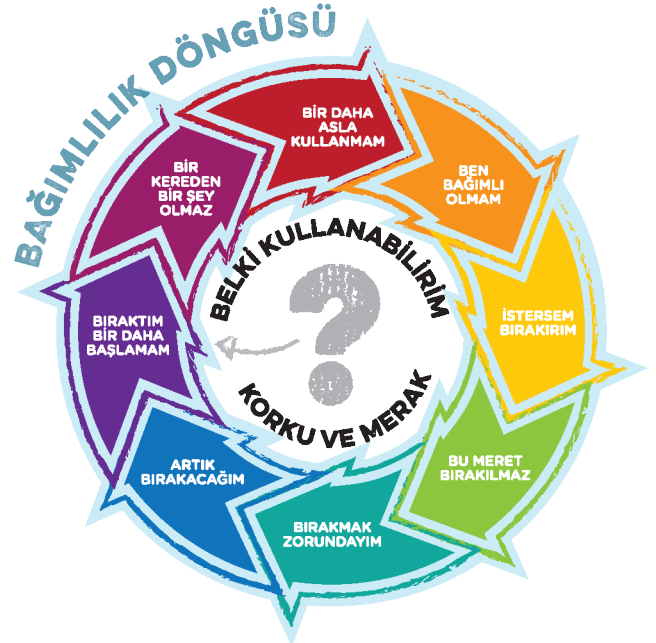 BAĞIMLILIK DÖNGÜSÜ
BİR DAHA
ASLA
KULLANMAM
BEN
BAĞIMLI
OLMAM
İSTERSEM
BIRAKIRIM
BU MERET
BIRAKILMAZ
BIRAKMAK
ZORUNDAYIM
ARTIK
BIRAKACAĞIM
BIRAKTIM
BİR DAHA
BAŞLAMAM
BİR
KEREDEN
BİR ŞEY
OLMAZ
BELKİ KULLANABİLİRİM
?
KORKU VE MERAK